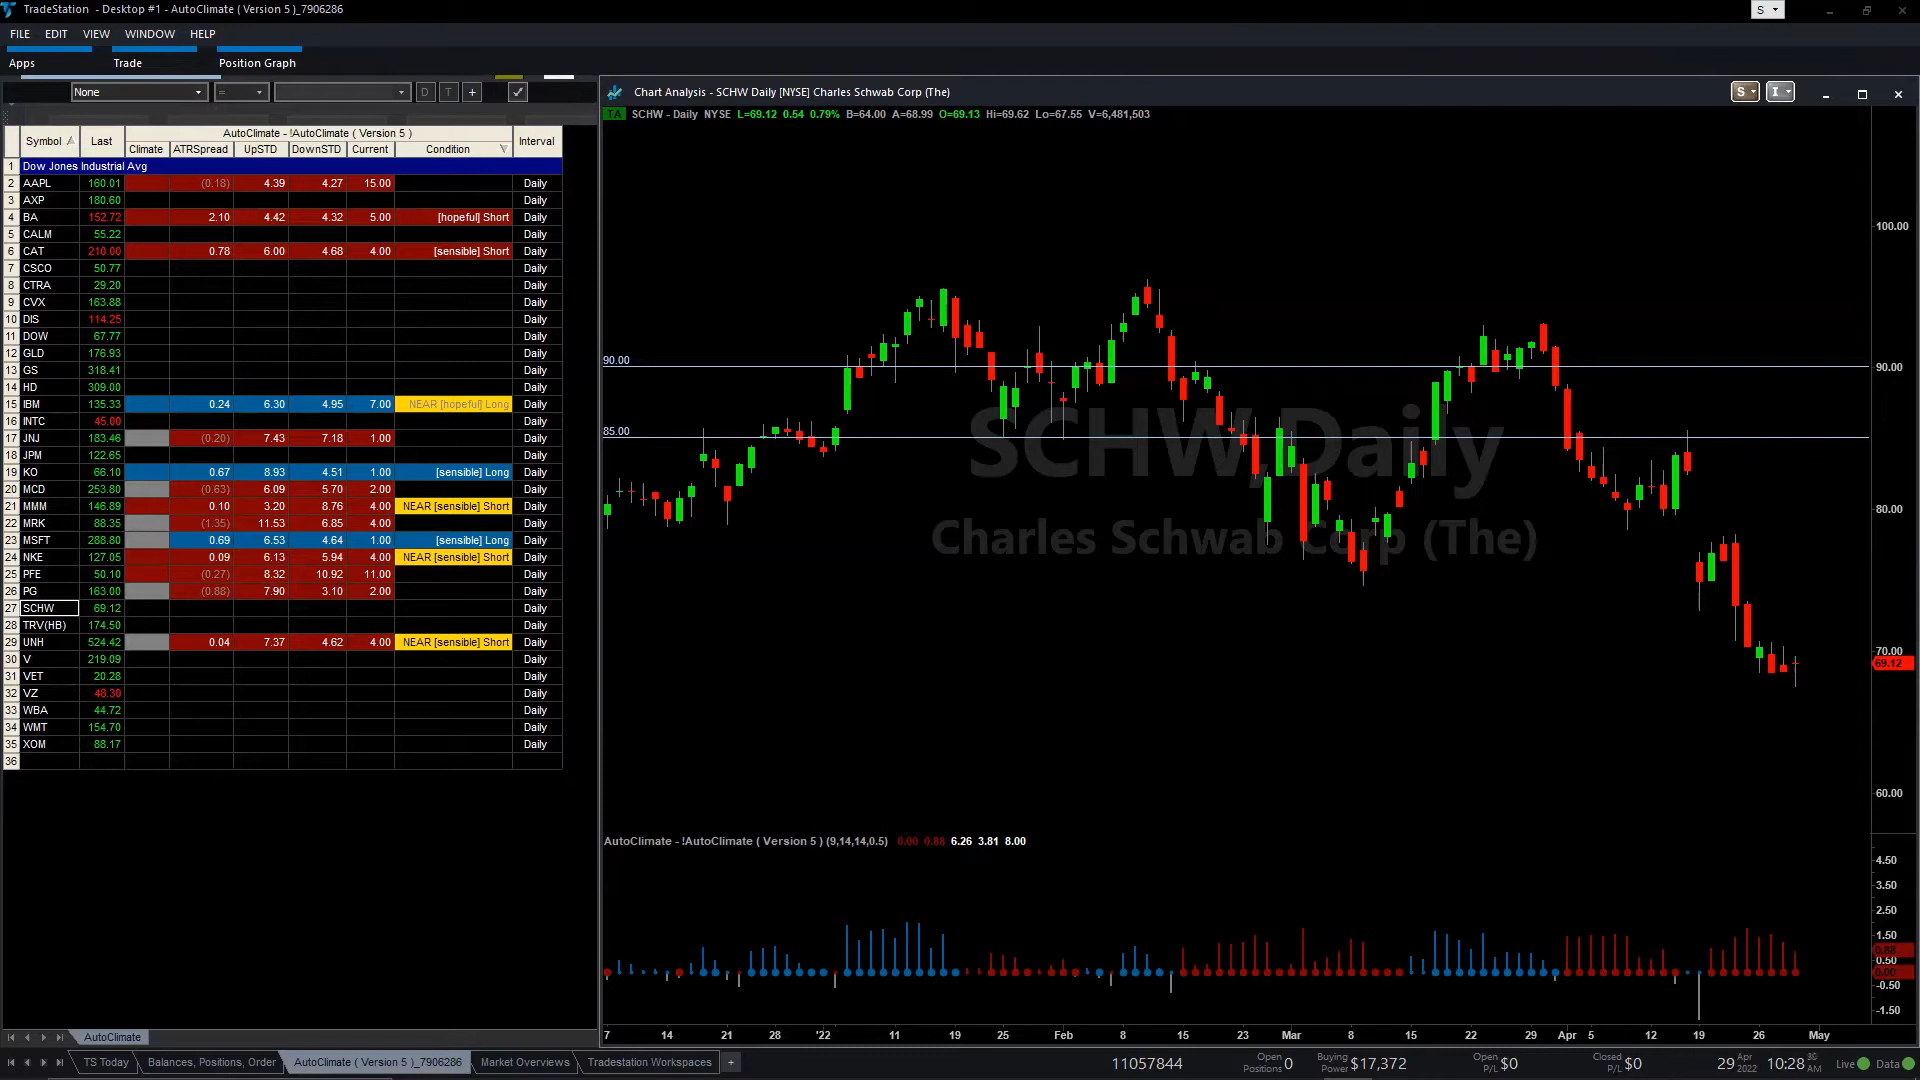 TradeStation - Desktop #1 - AutoClimate ( Version 5 )_7906286
S
FILE EDIT VIEW WINDOW HELP
Apps Trade Position Graph
None = D T +
Chart Analysis - SCHW Daily [NYSE] Charles Schwab Corp (The)
S I
TA SCHW - Daily NYSE L=69.12 0.54 0.79% B=64.00 A=68.99 O=69.13 Hi=69.62 Lo=67.55 V=6,481,503
Symbol Last AutoClimate - !AutoClimate ( Version 5 ) Interval
Climate ATRSpread UpSTD DownSTD Current Condition
1 Dow Jones Industrial Avg
2 AAPL 160.01 (0.18) 4.39 4.27 15.00 Daily
3 AXP 180.60 Daily
4 BA 152.72 2.10 4.42 4.32 5.00 [hopeful] Short Daily
5 CALM 55.22 Daily
6 CAT 210.00 0.78 6.00 4.68 4.00 [sensible] Short Daily
7 CSCO 50.77 Daily
8 CTRA 29.20 Daily
9 CVX 163.88 Daily
10 DIS 114.25 Daily
11 DOW 67.77 Daily
12 GLD 176.93 Daily
13 GS 318.41 Daily
14 HD 309.00 Daily
15 IBM 135.33 0.24 6.30 4.95 7.00 NEAR [hopeful] Long Daily
16 INTC 45.00 Daily
17 JNJ 183.46 (0.20) 7.43 7.18 1.00 Daily
18 JPM 122.65 Daily
19 KO 66.10 0.67 8.93 4.51 1.00 [sensible] Long Daily
20 MCD 253.80 (0.63) 6.09 5.70 2.00 Daily
21 MMM 146.89 0.10 3.20 8.76 4.00 NEAR [sensible] Short Daily
22 MRK 88.35 (1.35) 11.53 6.85 4.00 Daily
23 MSFT 288.80 0.69 6.53 4.64 1.00 [sensible] Long Daily
24 NKE 127.05 0.09 6.13 5.94 4.00 NEAR [sensible] Short Daily
25 PFE 50.10 (0.27) 8.32 10.92 11.00 Daily
26 PG 163.00 (0.88) 7.90 3.10 2.00 Daily
27 SCHW 69.12 Daily
28 TRV(HB) 174.50 Daily
29 UNH 524.42 0.04 7.37 4.62 4.00 NEAR [sensible] Short Daily
30 V 219.09 Daily
31 VET 20.28 Daily
32 VZ 48.30 Daily
33 WBA 44.72 Daily
34 WMT 154.70 Daily
35 XOM 88.17 Daily
36
100.00
90.00 90.00
85.00
SCHW,Daily
80.00
Charles Schwab Corp (The)
70.00
69.12
60.00
AutoClimate - !AutoClimate ( Version 5 ) (9,14,14,0.5) 0.00 0.88 6.26 3.81 8.00
4.50
3.50
2.50
1.50
0.88
0.50
0.00
-0.50
-1.50
7 14 21 28 '22 11 19 25 Feb 8 15 23 Mar 8 15 22 29 Apr 5 12 19 26 May
AutoClimate
TS Today Balances, Positions, Order AutoClimate ( Version 5 )_7906286 Market Overviews Tradestation Workspaces +
11057844 Open Positions 0 Buying Power $17,372 Open P/L $0 Closed P/L $0 29 Apr 2022 10:28 AM Live Data